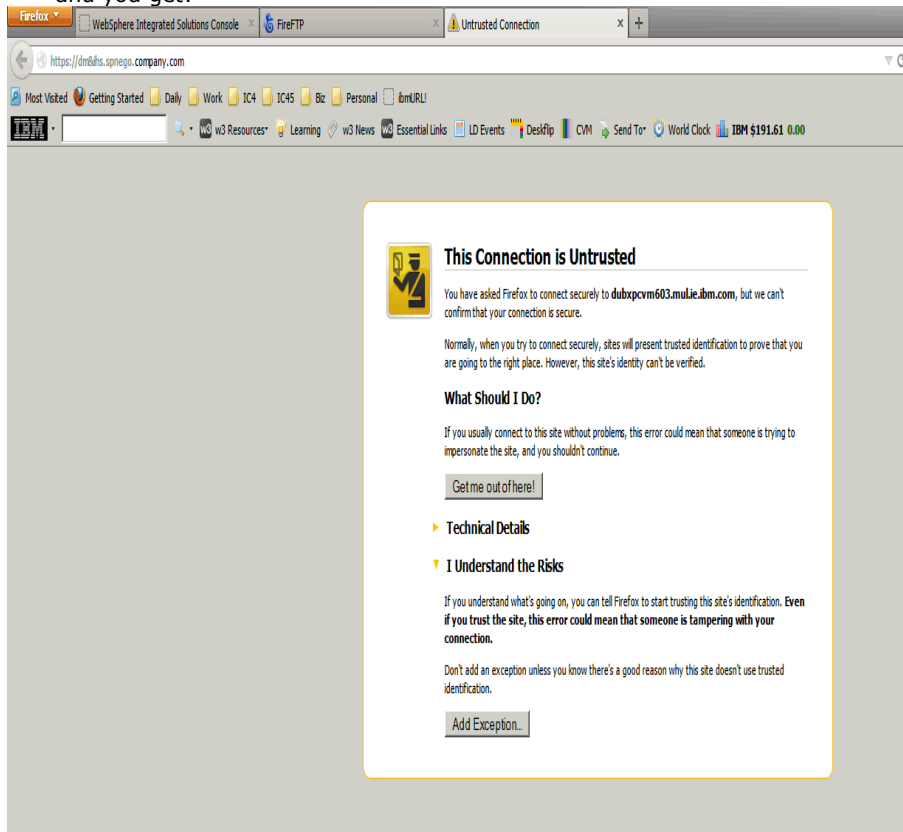 and you get:
Firefox
WebSphere Integrated Solutions Console × FireFTP × Untrusted Connection x +
https://dm8ihs.spnego.company.com
Most Visited Getting Started Daily Work IC4 IC45 Biz Personal ibmURL!
IBM w3 w3 Resources Learning w3 News w3 Essential Links LD Events Deskflip CVM Send To World Clock IBM $191.61 0.00
This Connection is Untrusted
You have asked Firefox to connect securely to dubxpcvm603.mul.ie.ibm.com, but we can't
confirm that your connection is secure.
Normally, when you try to connect securely, sites will present trusted identification to prove that you
are going to the right place. However, this site's identity can't be verified.
What Should I Do?
If you usually connect to this site without problems, this error could mean that someone is trying to
impersonate the site, and you shouldn't continue.
Get me out of here!
Technical Details
I Understand the Risks
If you understand what's going on, you can tell Firefox to start trusting this site's identification. Even
if you trust the site, this error could mean that someone is tampering with your
connection.
Don't add an exception unless you know there's a good reason why this site doesn't use trusted
identification.
Add Exception...